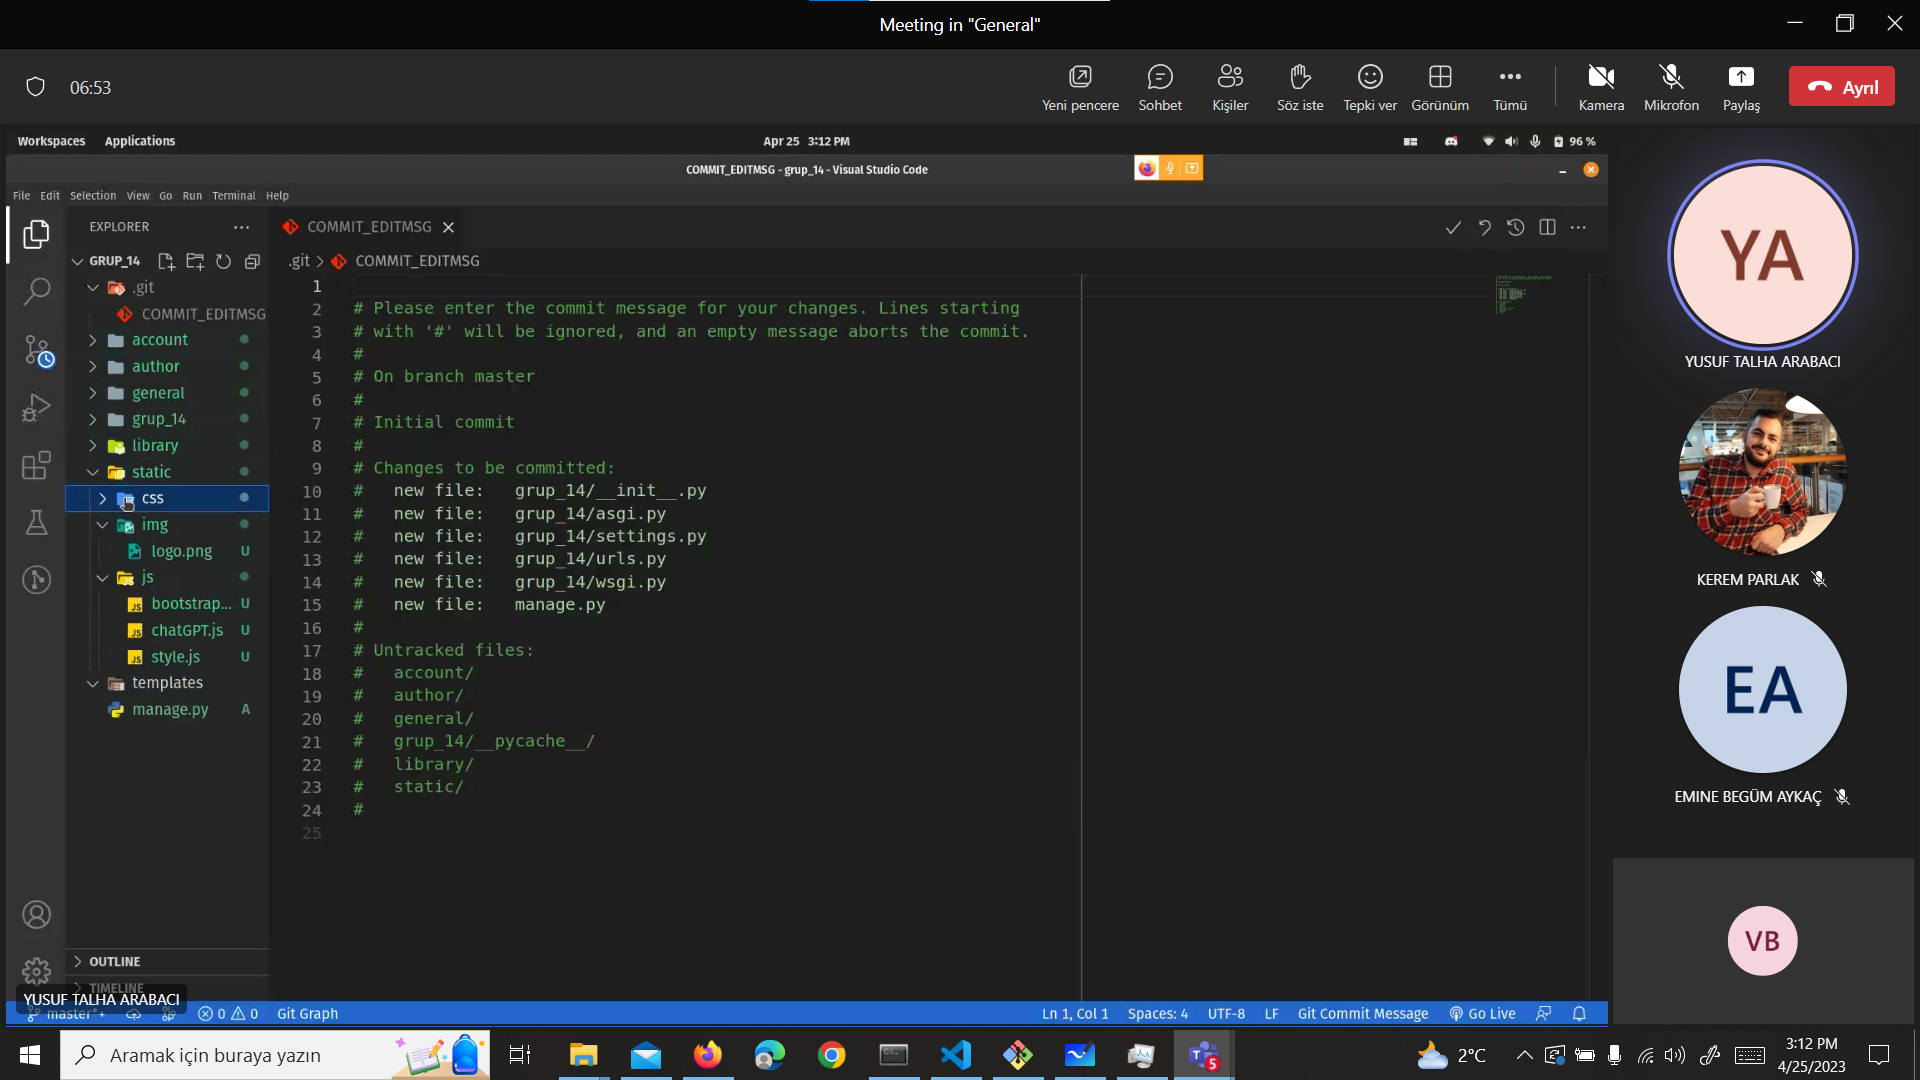 Meeting in "General"
06:53
Yeni pencere
Sohbet
Kişiler
Söz iste
Tepki ver
Görünüm
Tümü
Kamera
Mikrofon
Paylaş
Ayrıl
Workspaces Applications
Apr 25 3:12 PM
96 %
COMMIT_EDITMSG - grup_14 - Visual Studio Code
File Edit Selection View Go Run Terminal Help
EXPLORER
COMMIT_EDITMSG
GRUP_14
.git > COMMIT_EDITMSG
.git
COMMIT_EDITMSG
account
author
general
grup_14
library
static
css
img
logo.png U
js
bootstrap... U
chatGPT.js U
style.js U
templates
manage.py A
OUTLINE
TIMELINE
1
2 # Please enter the commit message for your changes. Lines starting
3 # with '#' will be ignored, and an empty message aborts the commit.
4 #
5 # On branch master
6 #
7 # Initial commit
8 #
9 # Changes to be committed:
10 # new file: grup_14/__init__.py
11 # new file: grup_14/asgi.py
12 # new file: grup_14/settings.py
13 # new file: grup_14/urls.py
14 # new file: grup_14/wsgi.py
15 # new file: manage.py
16 #
17 # Untracked files:
18 # account/
19 # author/
20 # general/
21 # grup_14/__pycache__/
22 # library/
23 # static/
24 #
25
YA
YUSUF TALHA ARABACI
KEREM PARLAK
EA
EMINE BEGÜM AYKAÇ
VB
YUSUF TALHA ARABACI
master*+
0 0 Git Graph
Ln 1, Col 1 Spaces: 4 UTF-8 LF Git Commit Message Go Live
Aramak için buraya yazın
5
2°C
3:12 PM
4/25/2023